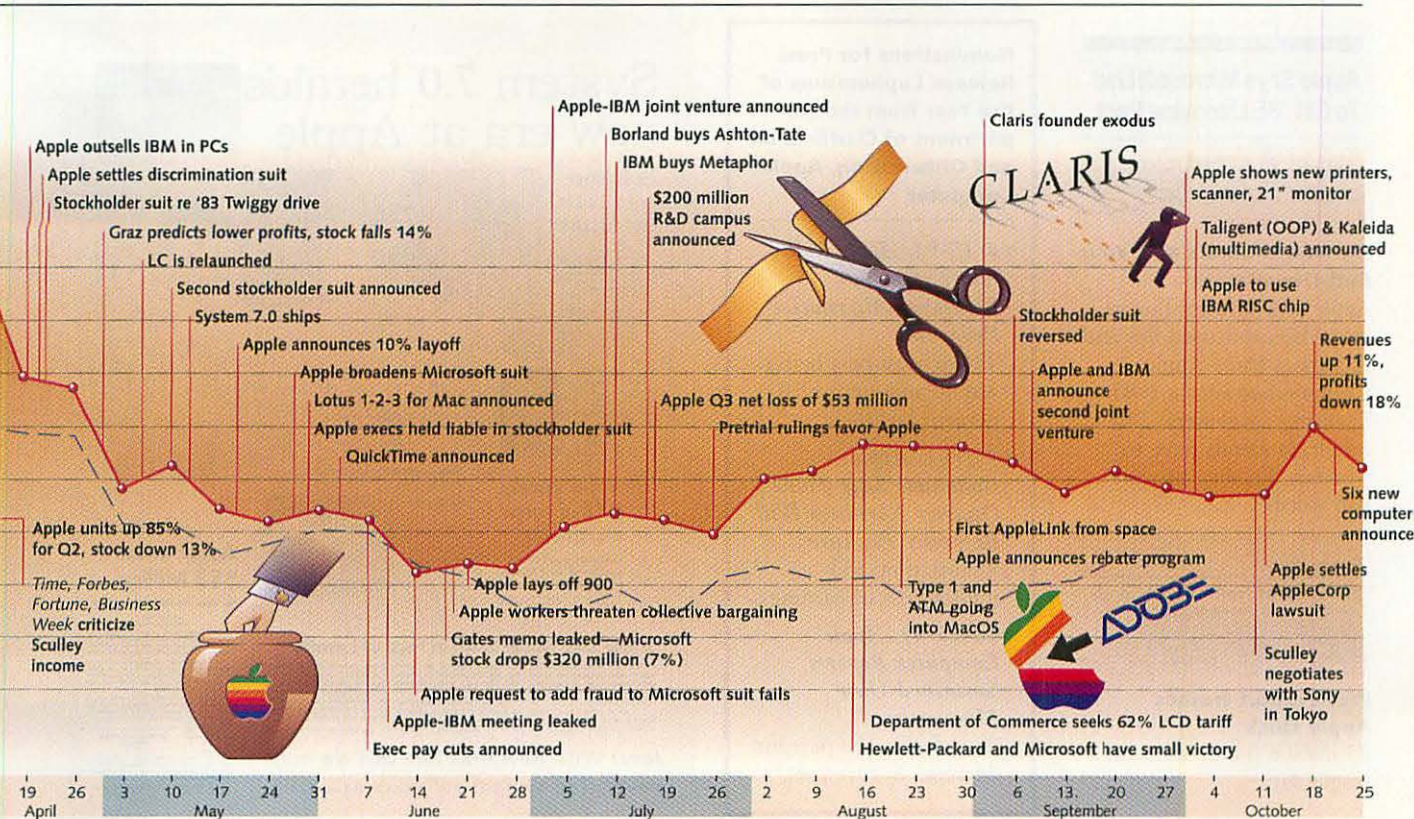 Apple outsells IBM in PCs
Apple settles discrimination suit
Stockholder suit re '83 Twiggy drive
Graz predicts lower profits, stock falls 14%
LC is relaunched
Second stockholder suit announced
System 7.0 ships
Apple announces 10% layoff
Apple broadens Microsoft suit
Lotus 1-2-3 for Mac announced
Apple execs held liable in stockholder suit
QuickTime announced
Apple units up 85%
for Q2, stock down 13%
Time, Forbes,
Fortune, Business
Week criticize
Sculley
income
Apple-IBM joint venture announced
Borland buys Ashton-Tate
IBM buys Metaphor
$200 million
R&D campus
announced
Apple Q3 net loss of $53 million
Pretrial rulings favor Apple
Apple lays off 900
Apple workers threaten collective bargaining
Gates memo leaked—Microsoft
stock drops $320 million (7%)
Apple request to add fraud to Microsoft suit fails
Apple-IBM meeting leaked
Exec pay cuts announced
Claris founder exodus
CLARIS
Apple shows new printers,
scanner, 21" monitor
Taligent (OOP) & Kaleida
(multimedia) announced
Apple to use
IBM RISC chip
Stockholder suit
reversed
Apple and IBM
announce
second joint
venture
Revenues
up 11%,
profits
down 18%
Six new
computer
announce
First AppleLink from space
Apple announces rebate program
Type 1 and
ATM going
into MacOS
ADOBE
Apple settles
AppleCorp
lawsuit
Sculley
negotiates
with Sony
in Tokyo
Department of Commerce seeks 62% LCD tariff
Hewlett-Packard and Microsoft have small victory
19 26 3 10 17 24 31 7 14 21 28 5 12 19 26 2 9 16 23 30 6 13. 20 27 4 11 18 25
April May June July August September October